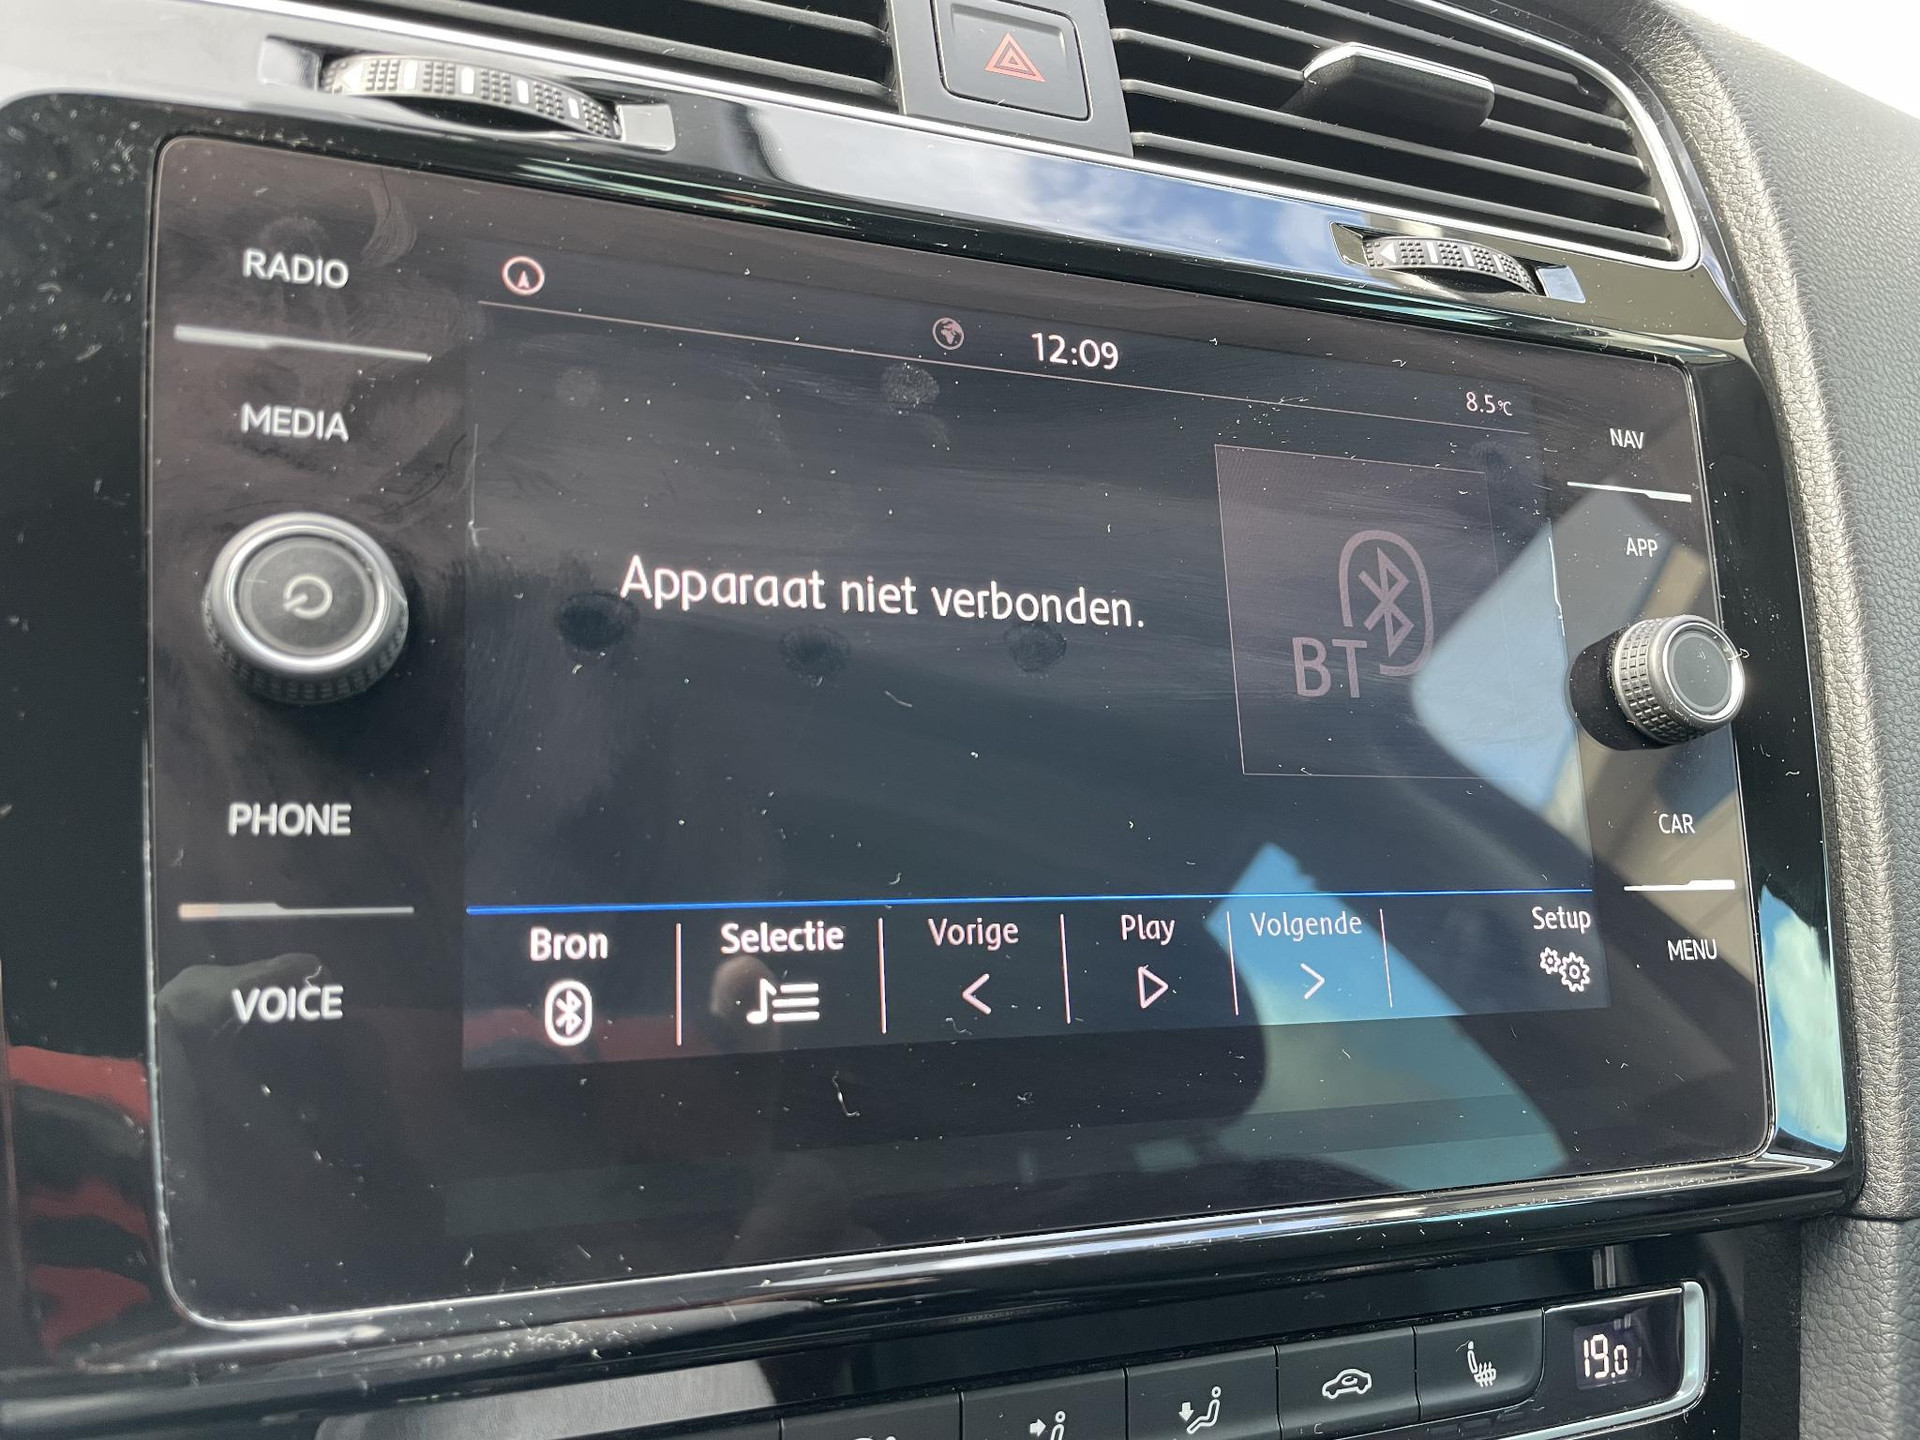 RADIO
MEDIA
PHONE
VOICE
12:09
8.5°C
Apparaat niet verbonden.
BT
Bron
Selectie
Vorige
Play
Volgende
Setup
NAV
APP
CAR
MENU
19.0